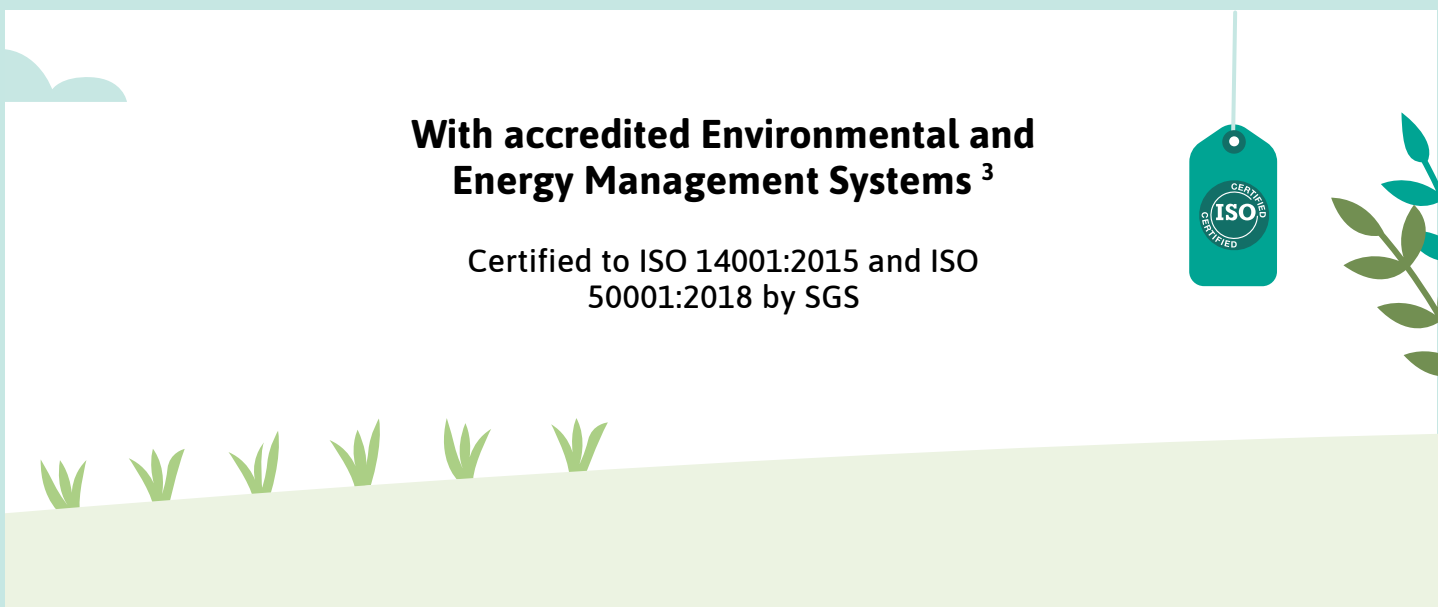 With accredited Environmental and
Energy Management Systems ³
Certified to ISO 14001:2015 and ISO
50001:2018 by SGS
CERTIFIED
ISO
CERTIFIED